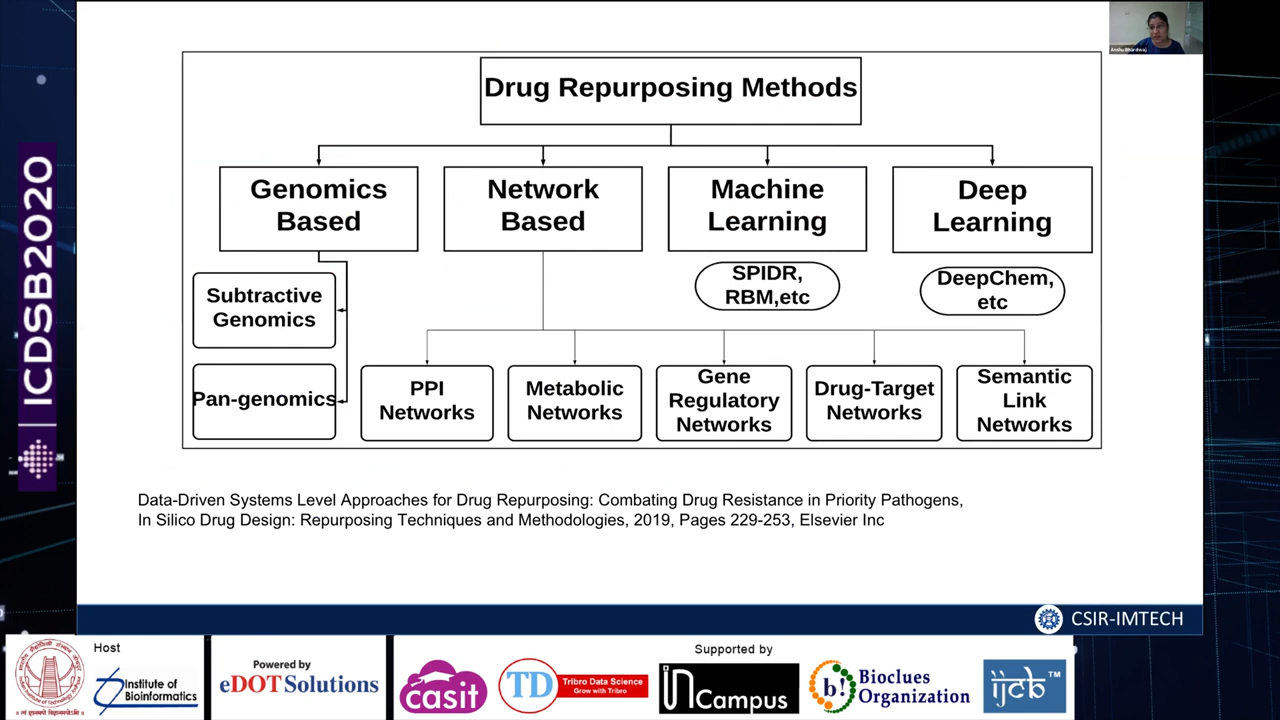 Anshu Bhardwaj
Drug Repurposing Methods
Genomics
Based
Network
Based
Machine
Learning
Deep
Learning
SPIDR,
RBM,etc
DeepChem,
etc
Subtractive
Genomics
Pan-genomics
PPI
Networks
Metabolic
Networks
Gene
Regulatory
Networks
Drug-Target
Networks
Semantic
Link
Networks
Data-Driven Systems Level Approaches for Drug Repurposing: Combating Drug Resistance in Priority Pathogens,
In Silico Drug Design: Repurposing Techniques and Methodologies, 2019, Pages 229-253, Elsevier Inc
ICDSB2020
CSIR-IMTECH
Host
Institute of
Bioinformatics
Powered by
eDOT Solutions
Supported by
casit
TD
Tribro Data Science
Grow with Tribro
inCampus
b!
Bioclues
Organization
ijcb™